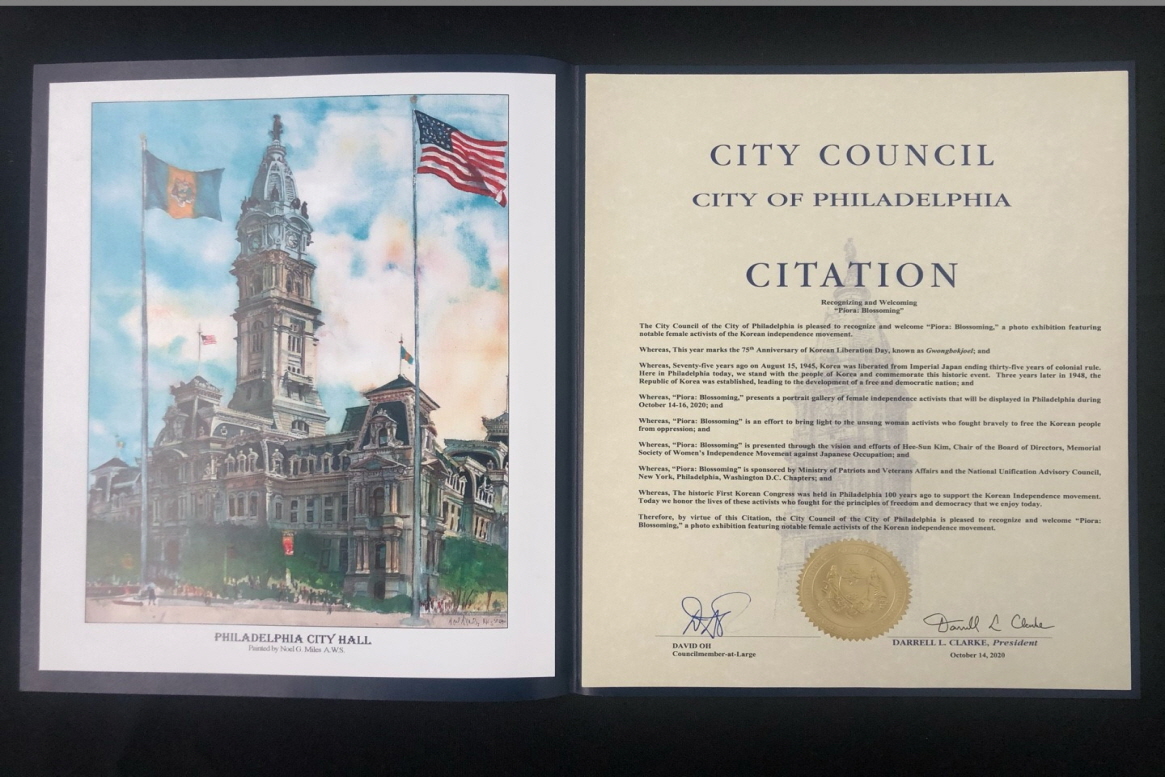 PHILADELPHIA CITY HALL
Painted by Noel G. Miles A.W.S.
CITY COUNCIL
CITY OF PHILADELPHIA
CITATION
Recognizing and Welcoming
"Piora: Blossoming"
The City Council of the City of Philadelphia is pleased to recognize and welcome "Piora: Blossoming," a photo exhibition featuring
notable female activists of the Korean independence movement.
Whereas, This year marks the 75th Anniversary of Korean Liberation Day, known as Gwongbokjoel; and
Whereas, Seventy-five years ago on August 15, 1945, Korea was liberated from Imperial Japan ending thirty-five years of colonial rule.
Here in Philadelphia today, we stand with the people of Korea and commemorate this historic event. Three years later in 1948, the
Republic of Korea was established, leading to the development of a free and democratic nation; and
Whereas, "Piora: Blossoming," presents a portrait gallery of female independence activists that will be displayed in Philadelphia during
October 14-16, 2020; and
Whereas, "Piora: Blossoming" is an effort to bring light to the unsung woman activists who fought bravely to free the Korean people
from oppression; and
Whereas, "Piora: Blossoming" is presented through the vision and efforts of Hee-Sun Kim, Chair of the Board of Directors, Memorial
Society of Women's Independence Movement against Japanese Occupation; and
Whereas, "Piora: Blossoming" is sponsored by Ministry of Patriots and Veterans Affairs and the National Unification Advisory Council,
New York, Philadelphia, Washington D.C. Chapters; and
Whereas, The historic First Korean Congress was held in Philadelphia 100 years ago to support the Korean Independence movement.
Today we honor the lives of these activists who fought for the principles of freedom and democracy that we enjoy today.
Therefore, by virtue of this Citation, the City Council of the City of Philadelphia is pleased to recognize and welcome "Piora:
Blossoming," a photo exhibition featuring notable female activists of the Korean independence movement.
Darrell L. Clarke
DAVID OH
Councilmember-at-Large
DARRELL L. CLARKE, President
October 14, 2020